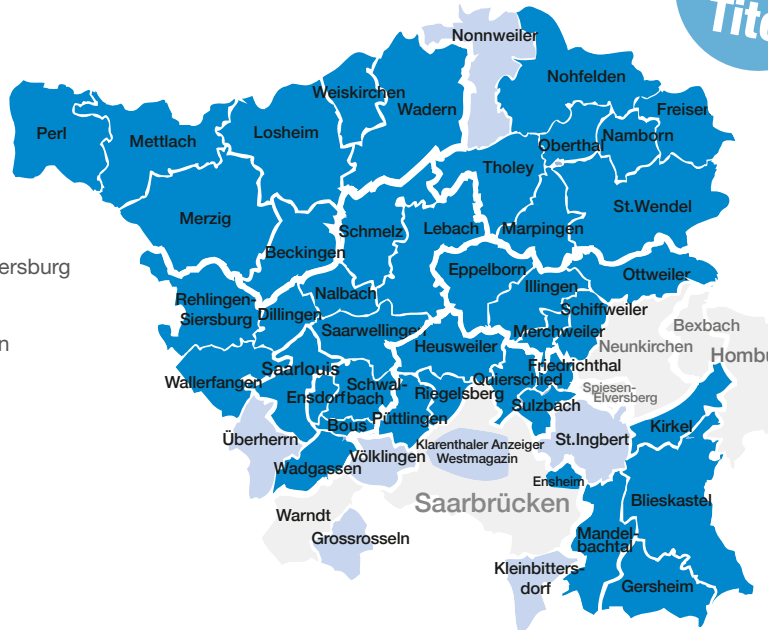 Nonnweiler
Nohfelden
Weiskirchen
Wadern
Freisen
Perl
Mettlach
Losheim
Oberthal
Namborn
Tholey
Merzig
St.Wendel
Schmelz
Lebach
Marpingen
Beckingen
ersburg
Eppelborn
Ottweiler
Illingen
Nalbach
Rehlingen-
Siersburg
Dillingen
Schiffweiler
Saarwellingen
Merchweiler
Bexbach
n
Heusweiler
Neunkirchen
Hombu
Friedrichthal
Saarlouis
Wallerfangen
Quierschied
Spiesen-
Elversberg
Ensdorf
Schwal-
bach
Riegelsberg
Sulzbach
Püttlingen
Bous
Kirkel
Überherrn
Klarenthaler Anzeiger
Westmagazin
St.Ingbert
Völklingen
Wadgassen
Ensheim
Saarbrücken
Blieskastel
Warndt
Grossrosseln
Mandel-
bachtal
Kleinbitters-
dorf
Gersheim